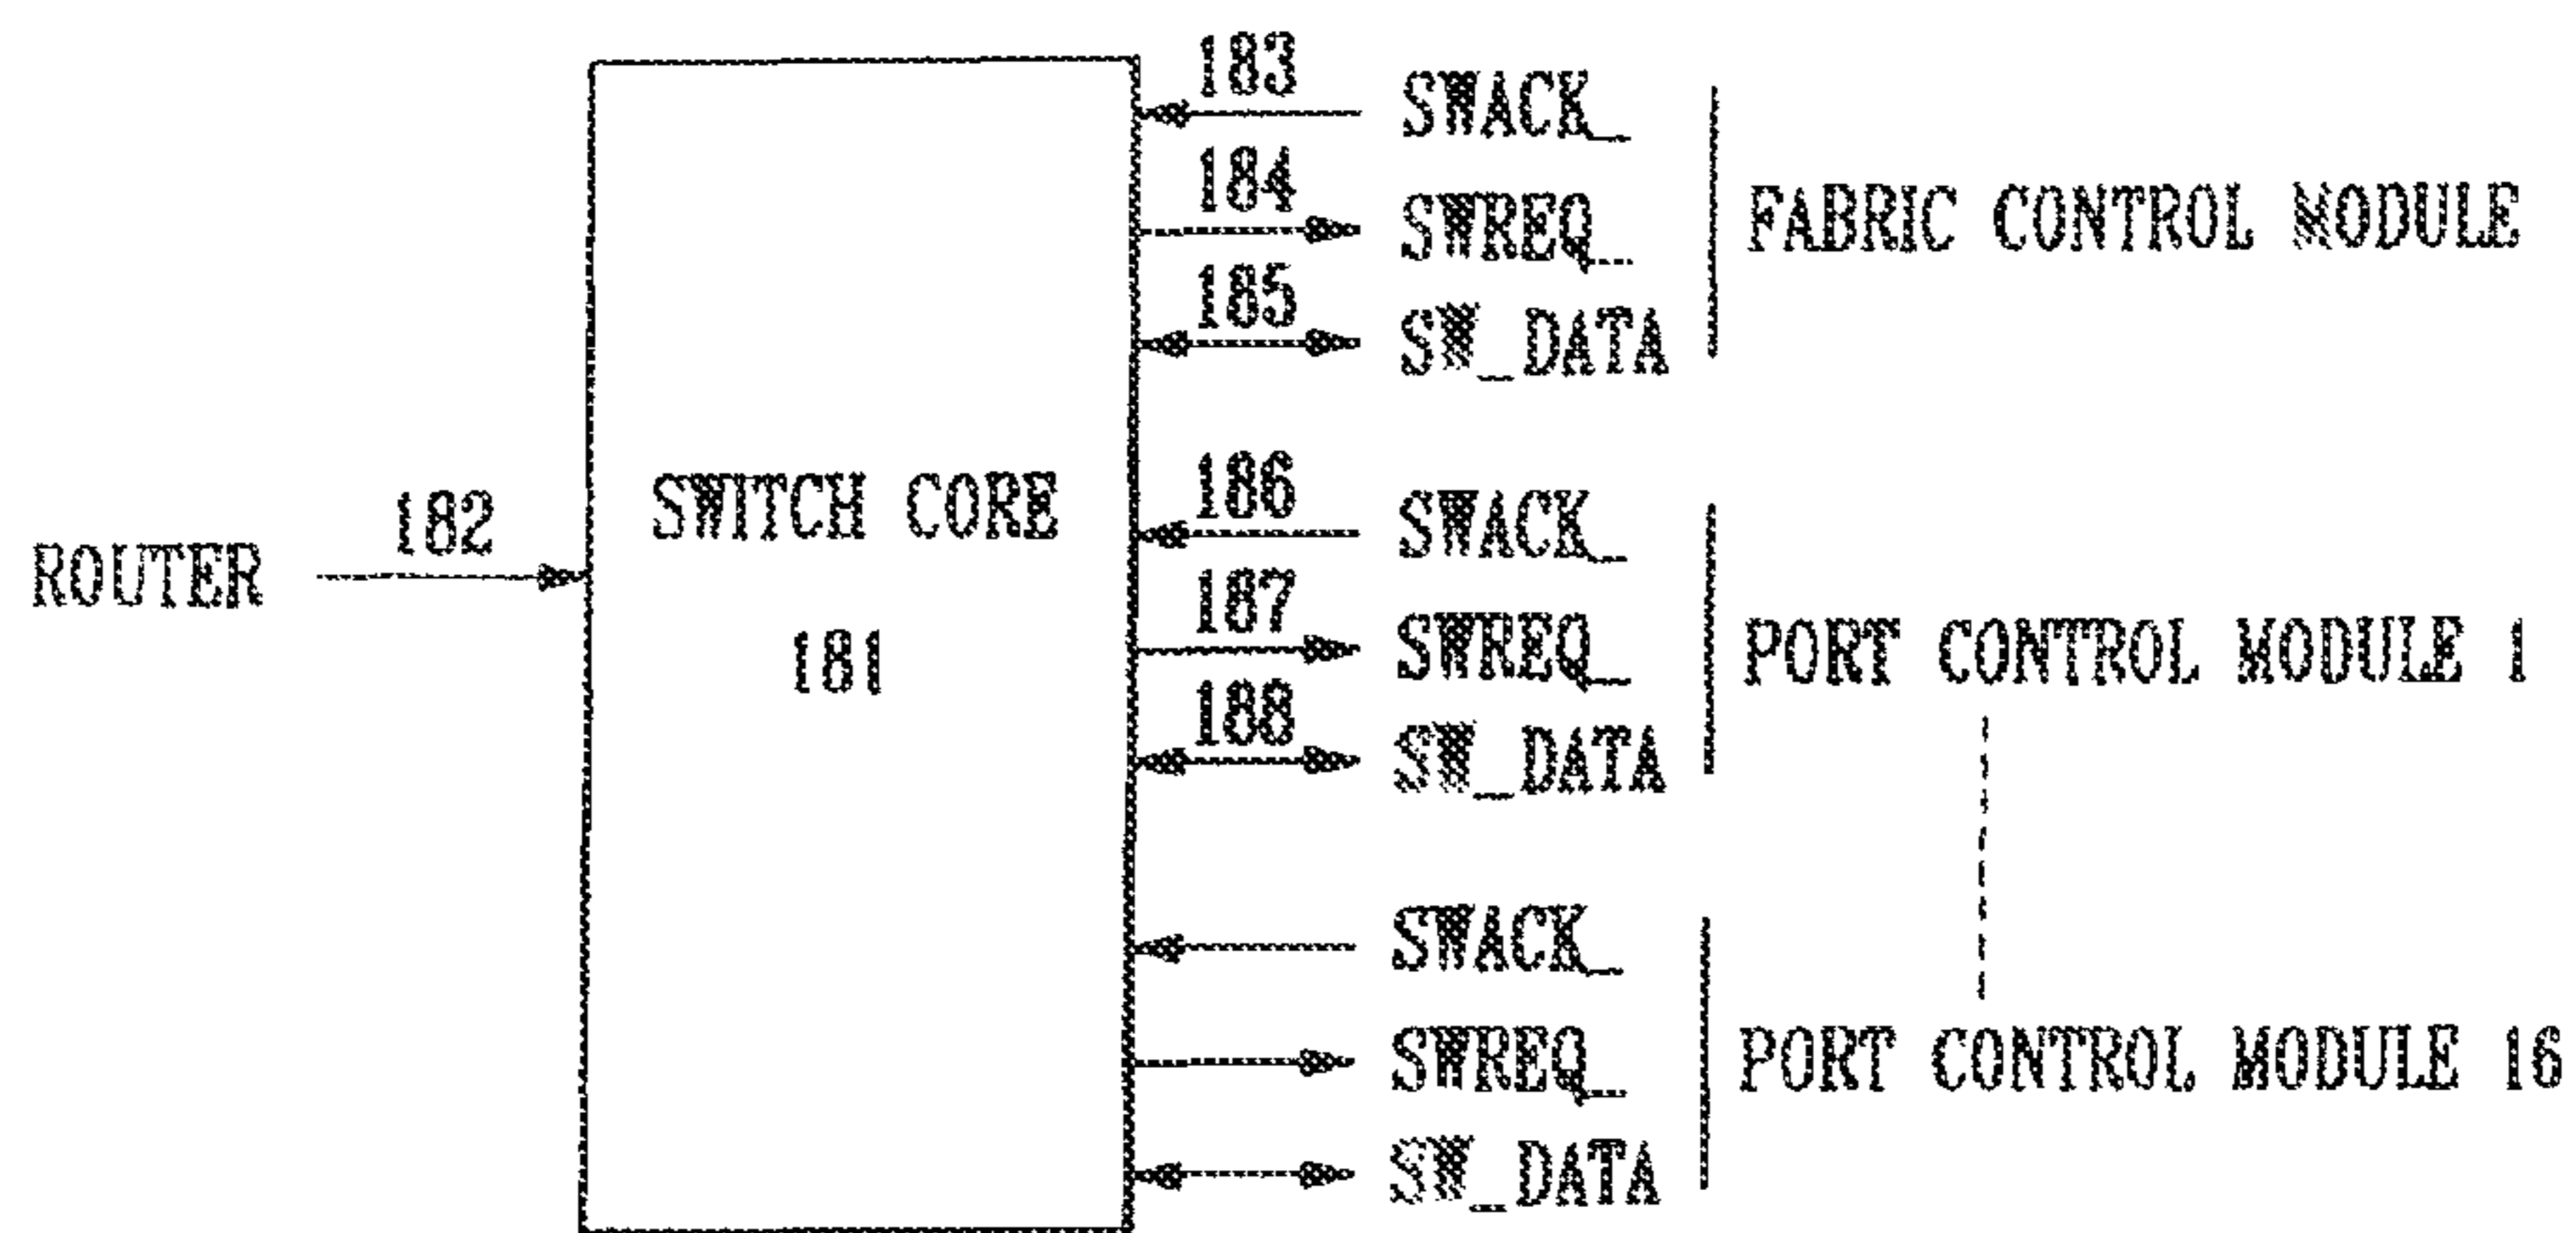 183
SWACK_
184
SWREQ_
FABRIC CONTROL MODULE
185
SW_DATA
ROUTER
182
SWITCH CORE
181
186
SWACK_
187
SWREQ_
PORT CONTROL MODULE 1
188
SW_DATA
SWACK_
SWREQ_
PORT CONTROL MODULE 16
SW_DATA